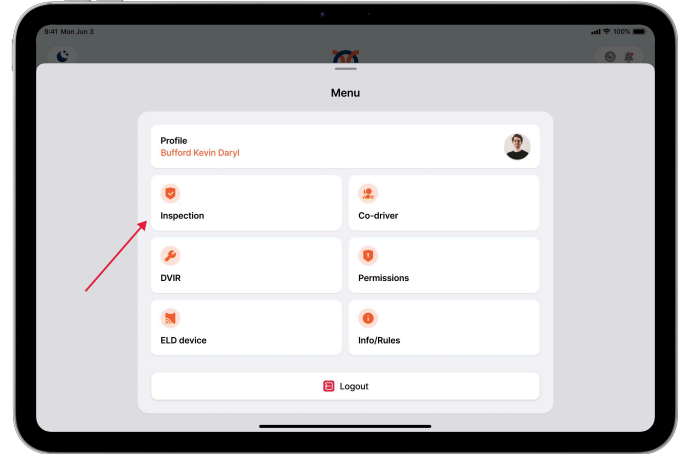 9:41 Mon Jun 3
100%
Menu
Profile
Bufford Kevin Daryl
Inspection
Co-driver
DVIR
Permissions
ELD device
Info/Rules
Logout